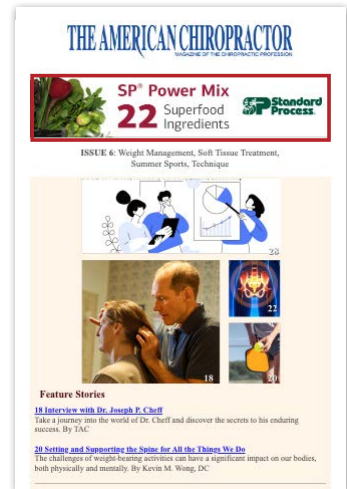 THE AMERICAN CHIROPRACTOR
MAGAZINE OF THE CHIROPRACTIC PROFESSION
SP® Power Mix
22 Superfood
Ingredients
SP Standard
Process
ISSUE 6: Weight Management, Soft Tissue Treatment,
Summer Sports, Technique
28
22
18
20
Feature Stories
18 Interview with Dr. Joseph P. Cheff
Take a journey into the world of Dr. Cheff and discover the secrets to his enduring
success. By TAC
20 Setting and Supporting the Spine for All the Things We Do
The challenges of weight-bearing activities can have a significant impact on our bodies,
both physically and mentally. By Kevin M. Wong, DC